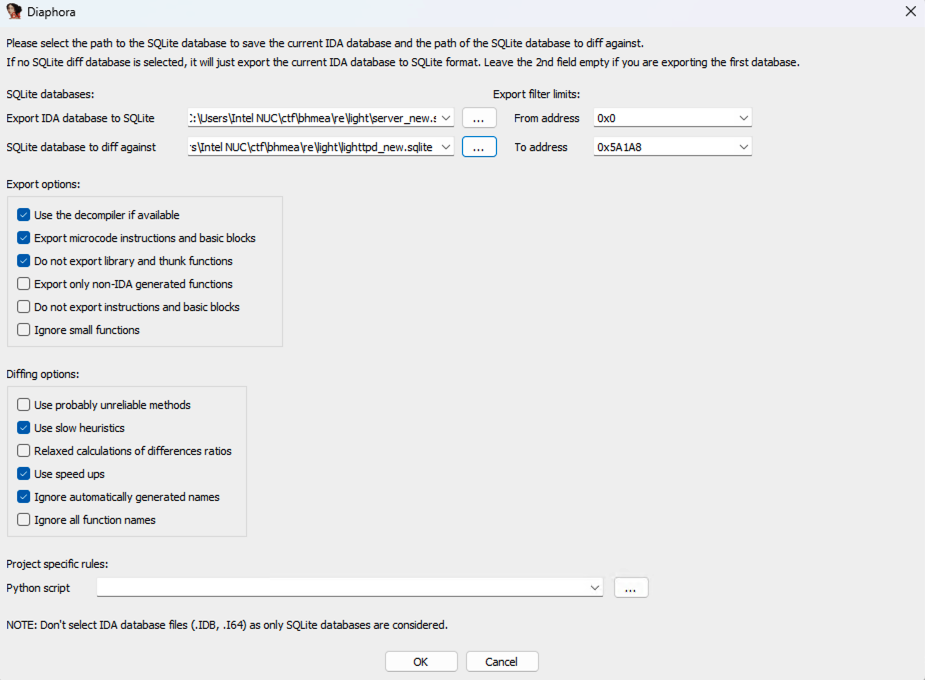 Diaphora
Please select the path to the SQLite database to save the current IDA database and the path of the SQLite database to diff against.
If no SQLite diff database is selected, it will just export the current IDA database to SQLite format. Leave the 2nd field empty if you are exporting the first database.
SQLite databases: Export filter limits:
Export IDA database to SQLite :\Users\Intel NUC\ctf\bhmea\re\light\server_new.s ... From address 0x0
SQLite database to diff against rs\Intel NUC\ctf\bhmea\re\light\lighttpd_new.sqlite ... To address 0x5A1A8
Export options:
Use the decompiler if available
Export microcode instructions and basic blocks
Do not export library and thunk functions
Export only non-IDA generated functions
Do not export instructions and basic blocks
Ignore small functions
Diffing options:
Use probably unreliable methods
Use slow heuristics
Relaxed calculations of differences ratios
Use speed ups
Ignore automatically generated names
Ignore all function names
Project specific rules:
Python script ...
NOTE: Don't select IDA database files (.IDB, .I64) as only SQLite databases are considered.
OK Cancel